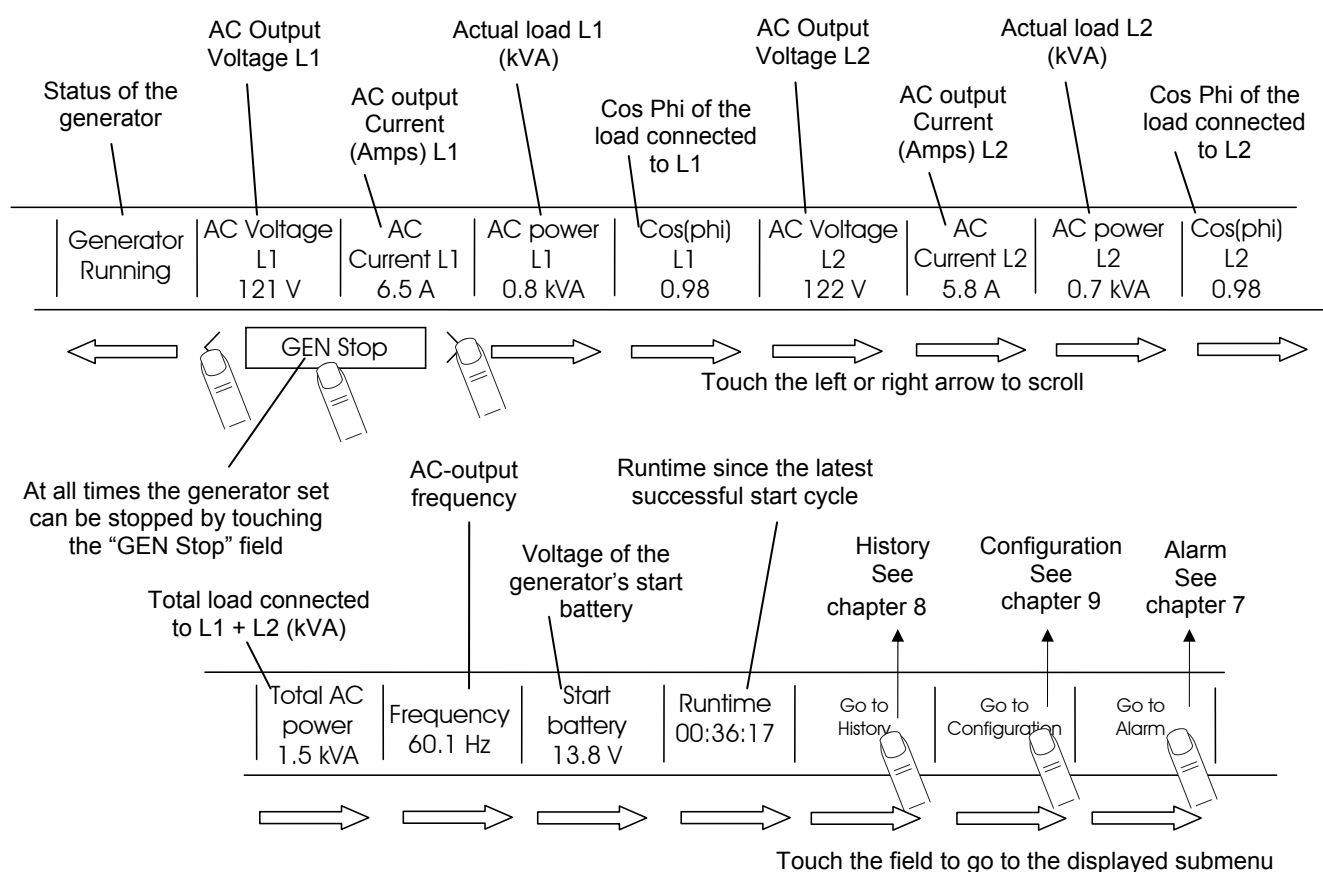 AC Output
Voltage L1
Actual load L1
(kVA)
AC Output
Voltage L2
Actual load L2
(kVA)
Status of the
generator
AC output
Current
(Amps) L1
Cos Phi of the
load connected
to L1
AC output
Current
(Amps) L2
Cos Phi of the
load connected
to L2
Generator
Running
AC Voltage
L1
121 V
AC
Current L1
6.5 A
AC power
L1
0.8 kVA
Cos(phi)
L1
0.98
AC Voltage
L2
122 V
AC
Current L2
5.8 A
AC power
L2
0.7 kVA
Cos(phi)
L2
0.98
GEN Stop
Touch the left or right arrow to scroll
At all times the generator set
can be stopped by touching
the “GEN Stop” field
AC-output
frequency
Runtime since the latest
successful start cycle
Total load connected
to L1 + L2 (kVA)
Voltage of the
generator’s start
battery
History
See
chapter 8
Configuration
See
chapter 9
Alarm
See
chapter 7
Total AC
power
1.5 kVA
Frequency
60.1 Hz
Start
battery
13.8 V
Runtime
00:36:17
Go to
History
Go to
Configuration
Go to
Alarm
Touch the field to go to the displayed submenu